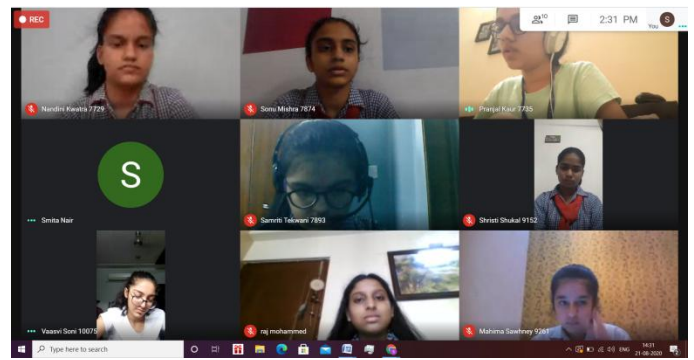 REC
10
2:31 PM
You
S
Nandini Kwatra 7729
Sonu Mishra 7874
Pranjal Kaur 7735
S
Smita Nair
Samriti Tekwani 7893
Shristi Shukal 9152
Vaasvi Soni 10075
raj mohammed
Mahima Sawhney 9261
Type here to search
ENG
14:31
21-08-2020